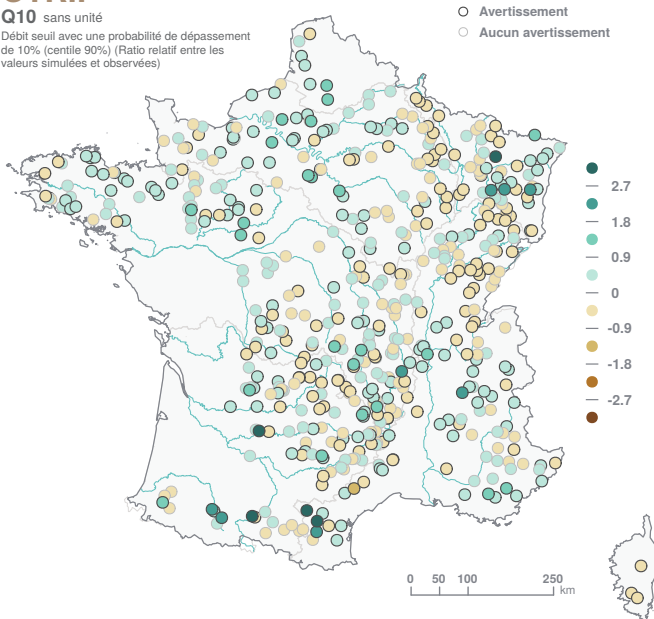 Q10 sans unité
Débit seuil avec une probabilité de dépassement
de 10% (centile 90%) (Ratio relatif entre les
valeurs simulées et observées)
Avertissement
Aucun avertissement
2.7
1.8
0.9
0
-0.9
-1.8
-2.7
0 50 100 250
km